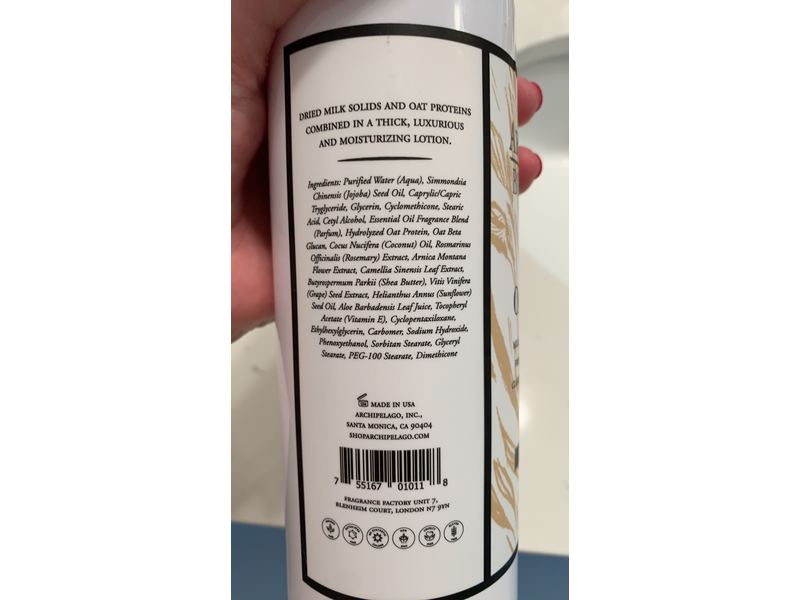 DRIED MILK SOLIDS AND OAT PROTEINS
COMBINED IN A THICK, LUXURIOUS
AND MOISTURIZING LOTION.
Ingredients: Purified Water (Aqua), Simmondsia
Chinensis (Jojoba) Seed Oil, Caprylic/Capric
Tryglyceride, Glycerin, Cyclomethicone, Stearic
Acid, Cetyl Alcohol, Essential Oil Fragrance Blend
(Parfum), Hydrolyzed Oat Protein, Oat Beta
Glucan, Cocus Nucifera (Coconut) Oil, Rosmarinus
Officinalis (Rosemary) Extract, Arnica Montana
Flower Extract, Camellia Sinensis Leaf Extract,
Butyrospermum Parkii (Shea Butter), Vitis Vinifera
(Grape) Seed Extract, Helianthus Annus (Sunflower)
Seed Oil, Aloe Barbadensis Leaf Juice, Tocopheryl
Acetate (Vitamin E), Cyclopentaxiloxane,
Ethylhexylglycerin, Carbomer, Sodium Hydroxide,
Phenoxyethanol, Sorbitan Stearate, Glyceryl
Stearate, PEG-100 Stearate, Dimethicone
MADE IN USA
ARCHIPELAGO, INC.,
SANTA MONICA, CA 90404
SHOPARCHIPELAGO.COM
7 55167 01011 8
FRAGRANCE FACTORY UNIT 7,
BLENHEIM COURT, LONDON N7 9YN